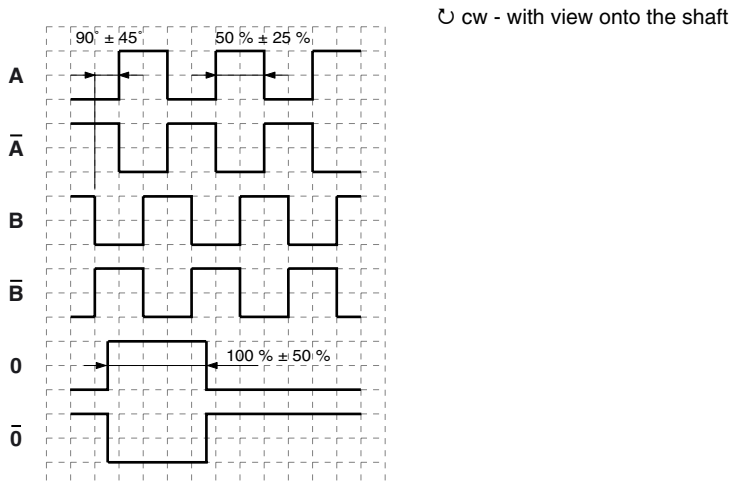 ↻ cw - with view onto the shaft
90° ± 45° 50 % ± 25 %
A
A̅
B
B̅
0
100 % ± 50 %
0̅